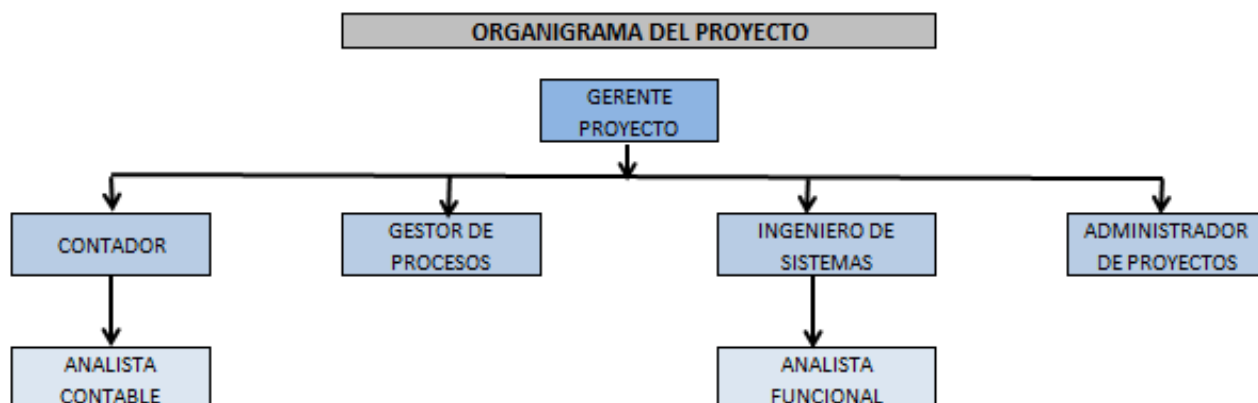 ORGANIGRAMA DEL PROYECTO
GERENTE
PROYECTO
CONTADOR
GESTOR DE
PROCESOS
INGENIERO DE
SISTEMAS
ADMINISTRADOR
DE PROYECTOS
ANALISTA
CONTABLE
ANALISTA
FUNCIONAL